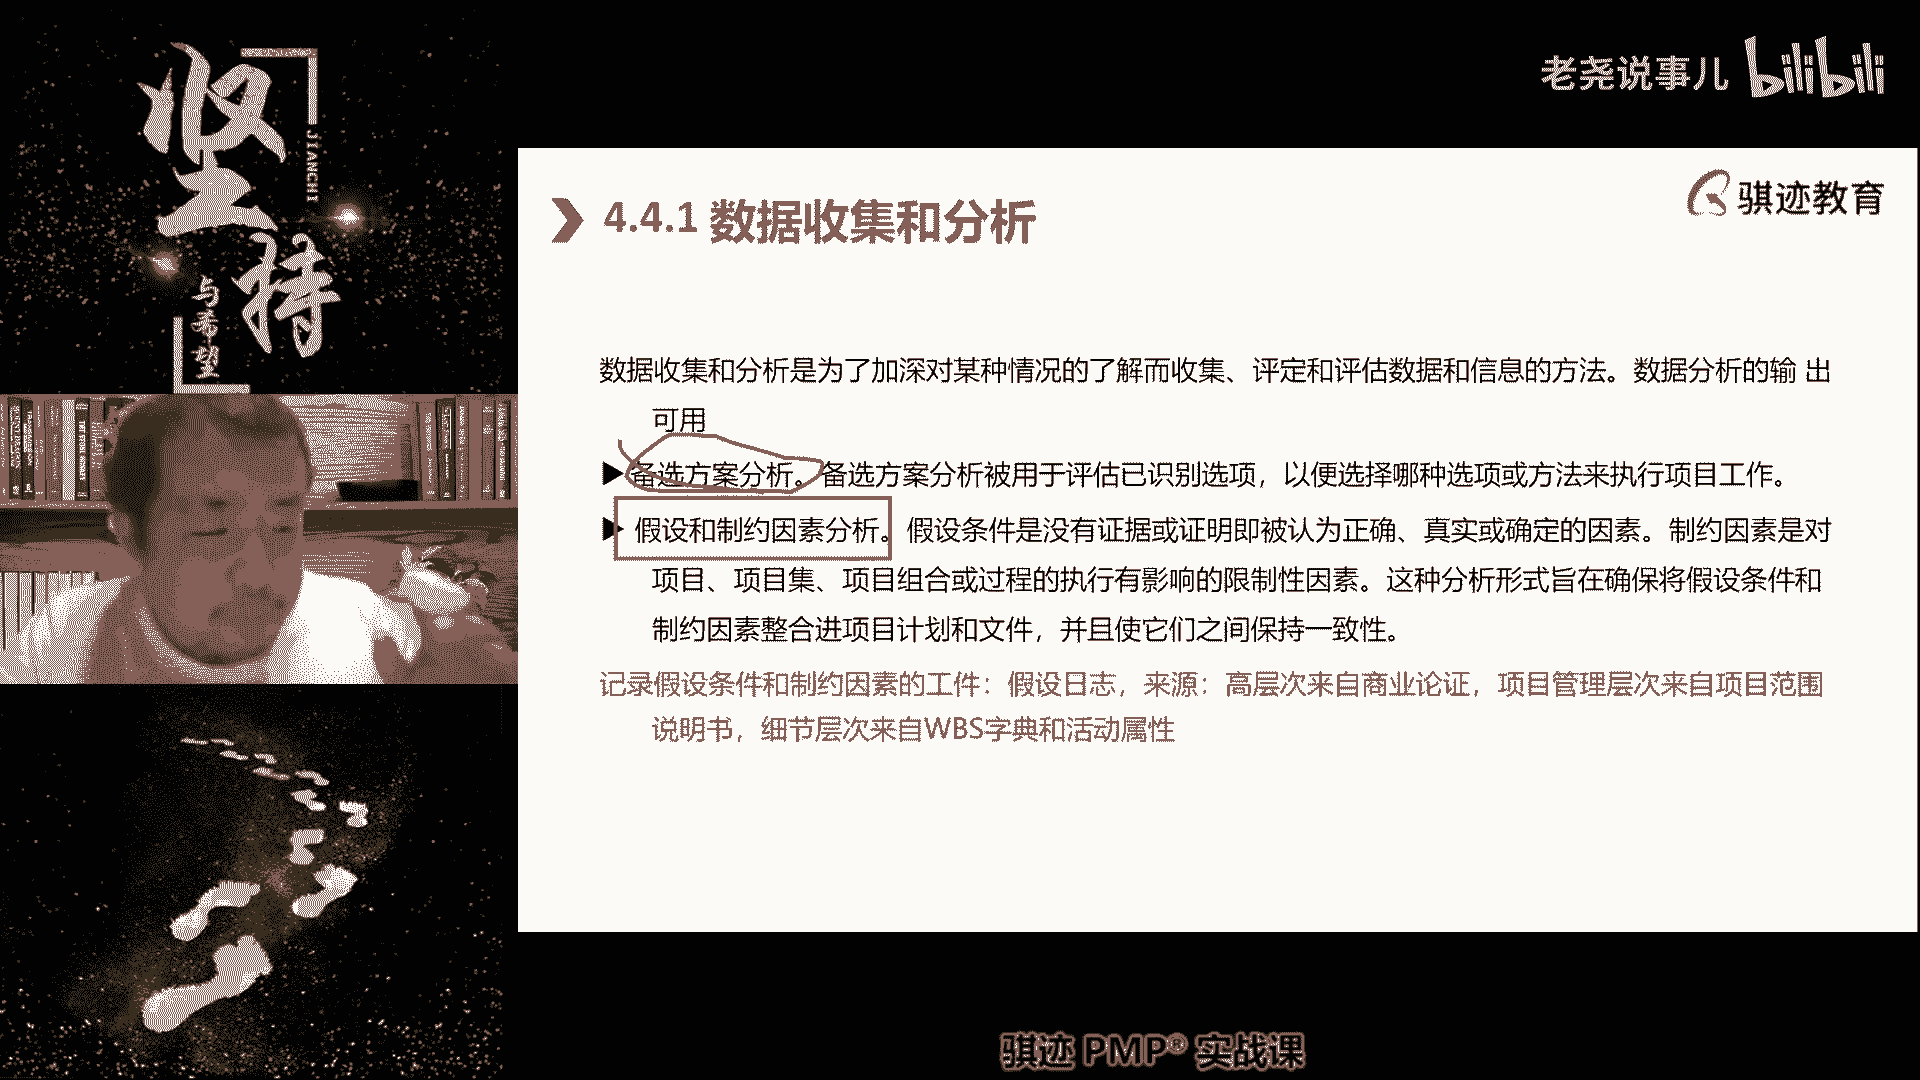 坚
持
JIANCHI
与
希
望
老尧说事儿 bilibili
骐迹教育
4.4.1 数据收集和分析
数据收集和分析是为了加深对某种情况的了解而收集、评定和评估数据和信息的方法。数据分析的输 出
可用
备选方案分析。备选方案分析被用于评估已识别选项，以便选择哪种选项或方法来执行项目工作。
假设和制约因素分析。假设条件是没有证据或证明即被认为正确、真实或确定的因素。制约因素是对
项目、项目集、项目组合或过程的执行有影响的限制性因素。这种分析形式旨在确保将假设条件和
制约因素整合进项目计划和文件，并且使它们之间保持一致性。
记录假设条件和制约因素的工件：假设日志，来源：高层次来自商业论证，项目管理层次来自项目范围
说明书，细节层次来自WBS字典和活动属性
骐迹 PMP® 实战课